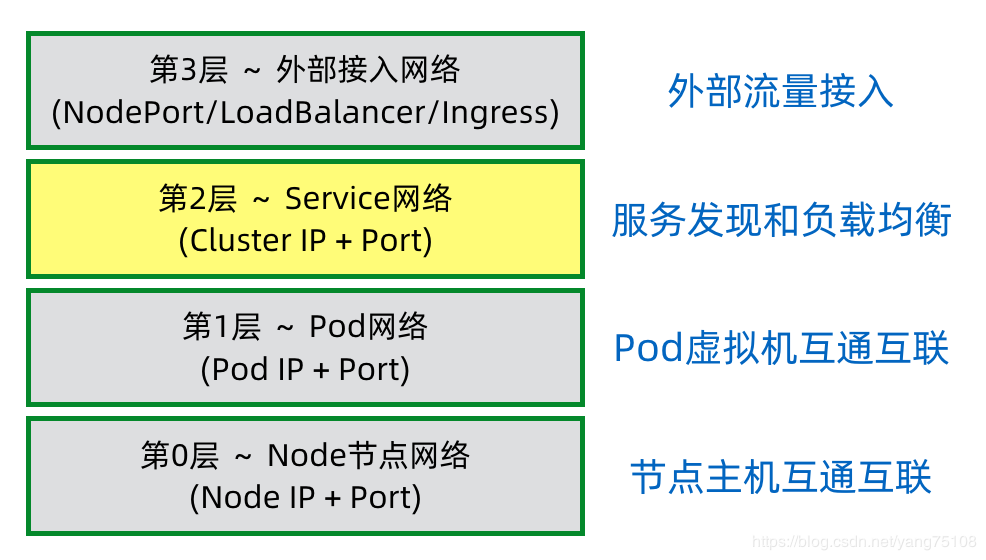 第3层 ~ 外部接入网络
(NodePort/LoadBalancer/Ingress)
外部流量接入
第2层 ~ Service网络
(Cluster IP + Port)
服务发现和负载均衡
第1层 ~ Pod网络
(Pod IP + Port)
Pod虚拟机互通互联
第0层 ~ Node节点网络
(Node IP + Port)
节点主机互通互联
https://blog.csdn.net/yang75108